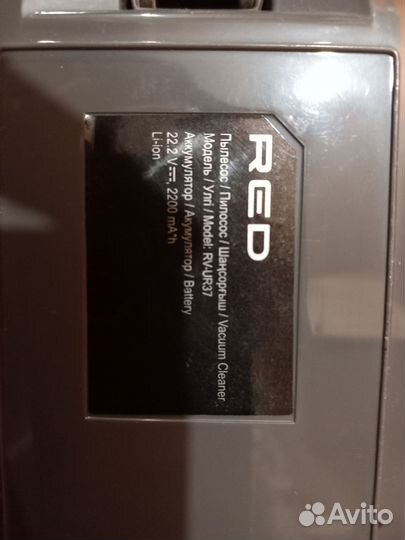 RED
Пылесос / Пилосос / Шаңсорғыш / Vacuum Cleaner
Модель / Үлгі / Model: RV-UR37
Аккумулятор / Акумулятор / Battery
22.2 V⎓, 2200 mA*h
Li-Ion
Avito